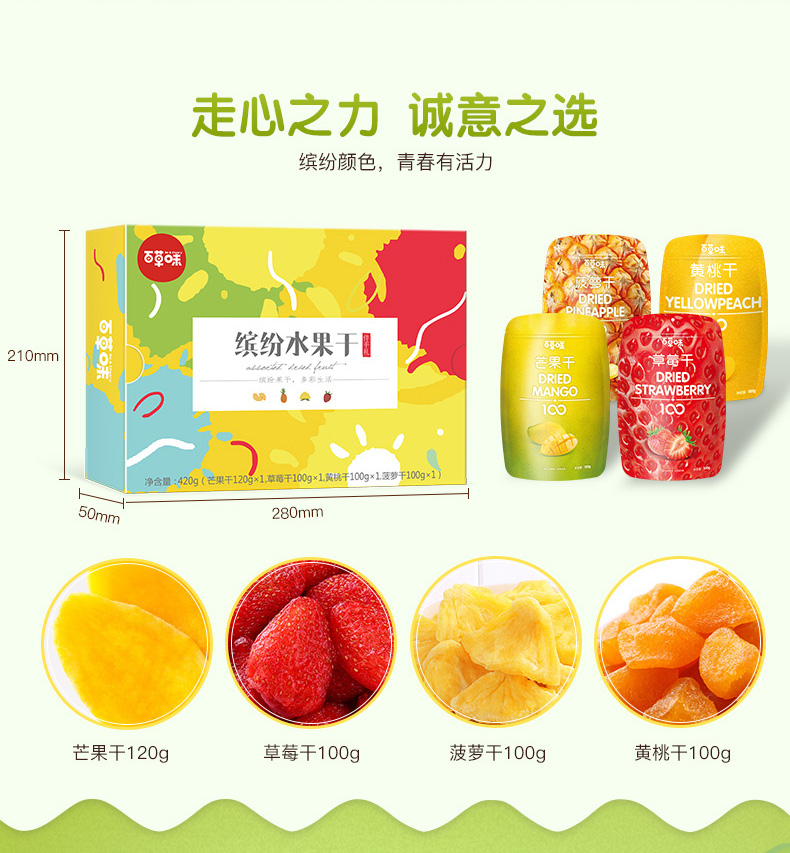 走心之力 诚意之选
缤纷颜色，青春有活力
210mm
50mm
280mm
百草味
百草味
缤纷水果干
assorted dried fruit
缤纷果干，多彩生活
净含量：420g（芒果干120g×1,草莓干100g×1,黄桃干100g×1,菠萝干100g×1）
菠萝干
DRIED
PINEAPPLE
百草味
黄桃干
DRIED
YELLOWPEACH
百草味
芒果干
DRIED
MANGO
100
百草味
草莓干
DRIED
STRAWBERRY
100
芒果干120g
草莓干100g
菠萝干100g
黄桃干100g